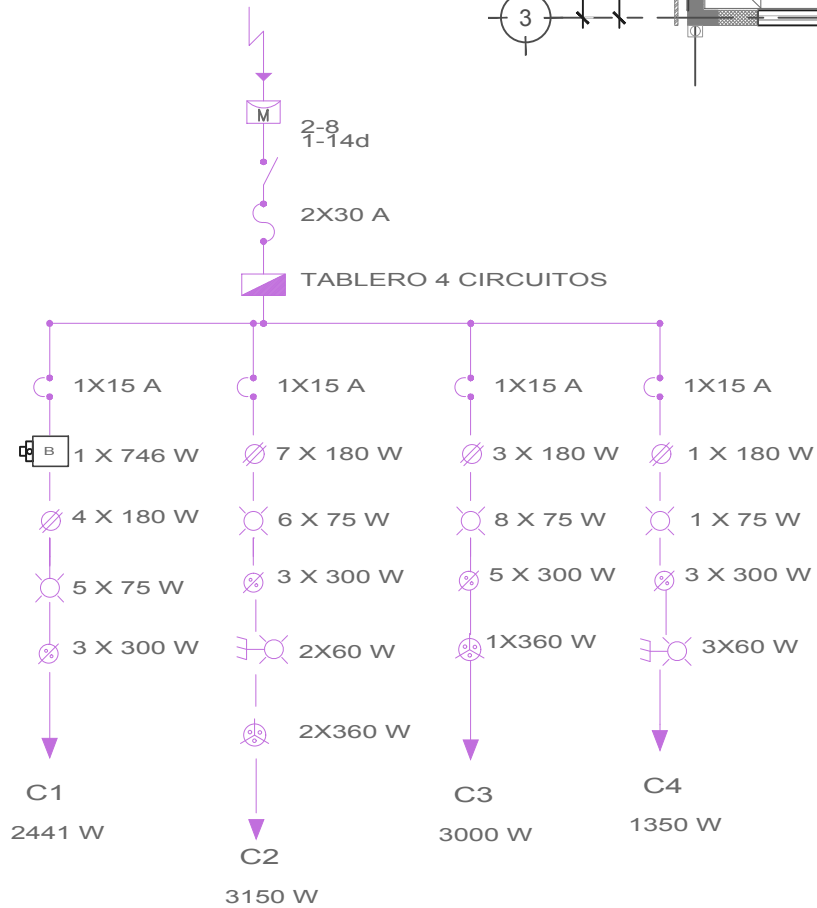 3
M
2-8
1-14d
2X30 A
TABLERO 4 CIRCUITOS
1X15 A
1X15 A
1X15 A
1X15 A
B
1 X 746 W
7 X 180 W
3 X 180 W
1 X 180 W
4 X 180 W
6 X 75 W
8 X 75 W
1 X 75 W
5 X 75 W
3 X 300 W
5 X 300 W
3 X 300 W
3 X 300 W
2X60 W
1X360 W
3X60 W
2X360 W
C1
2441 W
C2
3150 W
C3
3000 W
C4
1350 W